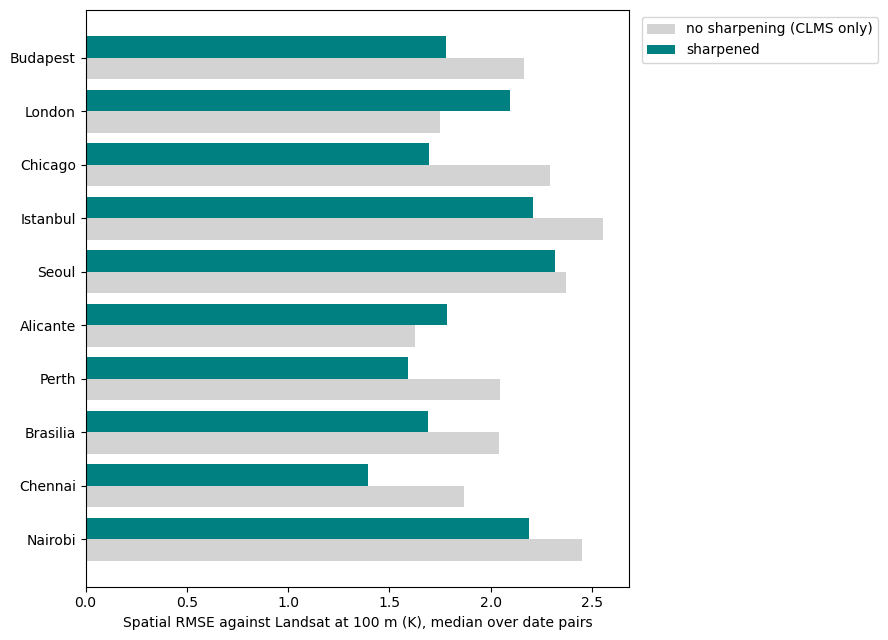 no sharpening (CLMS only)
sharpened
Budapest
London
Chicago
Istanbul
Seoul
Alicante
Perth
Brasilia
Chennai
Nairobi
0.0 0.5 1.0 1.5 2.0 2.5
Spatial RMSE against Landsat at 100 m (K), median over date pairs